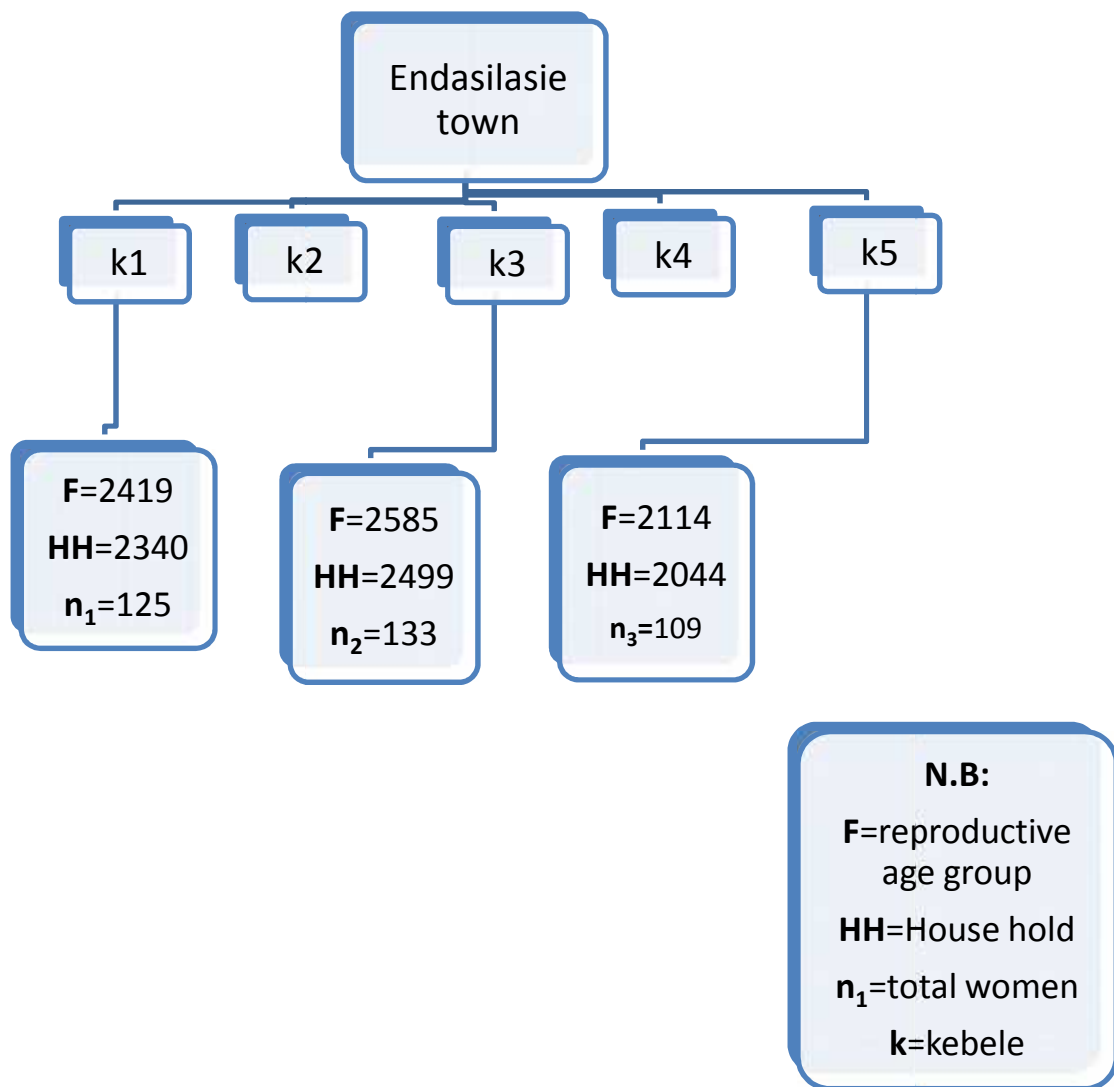 Endasilasie
town
k1
k2
k3
k4
k5
F=2419
HH=2340
n₁=125
F=2585
HH=2499
n₂=133
F=2114
HH=2044
n₃=109
N.B:
F=reproductive
age group
HH=House hold
n₁=total women
k=kebele